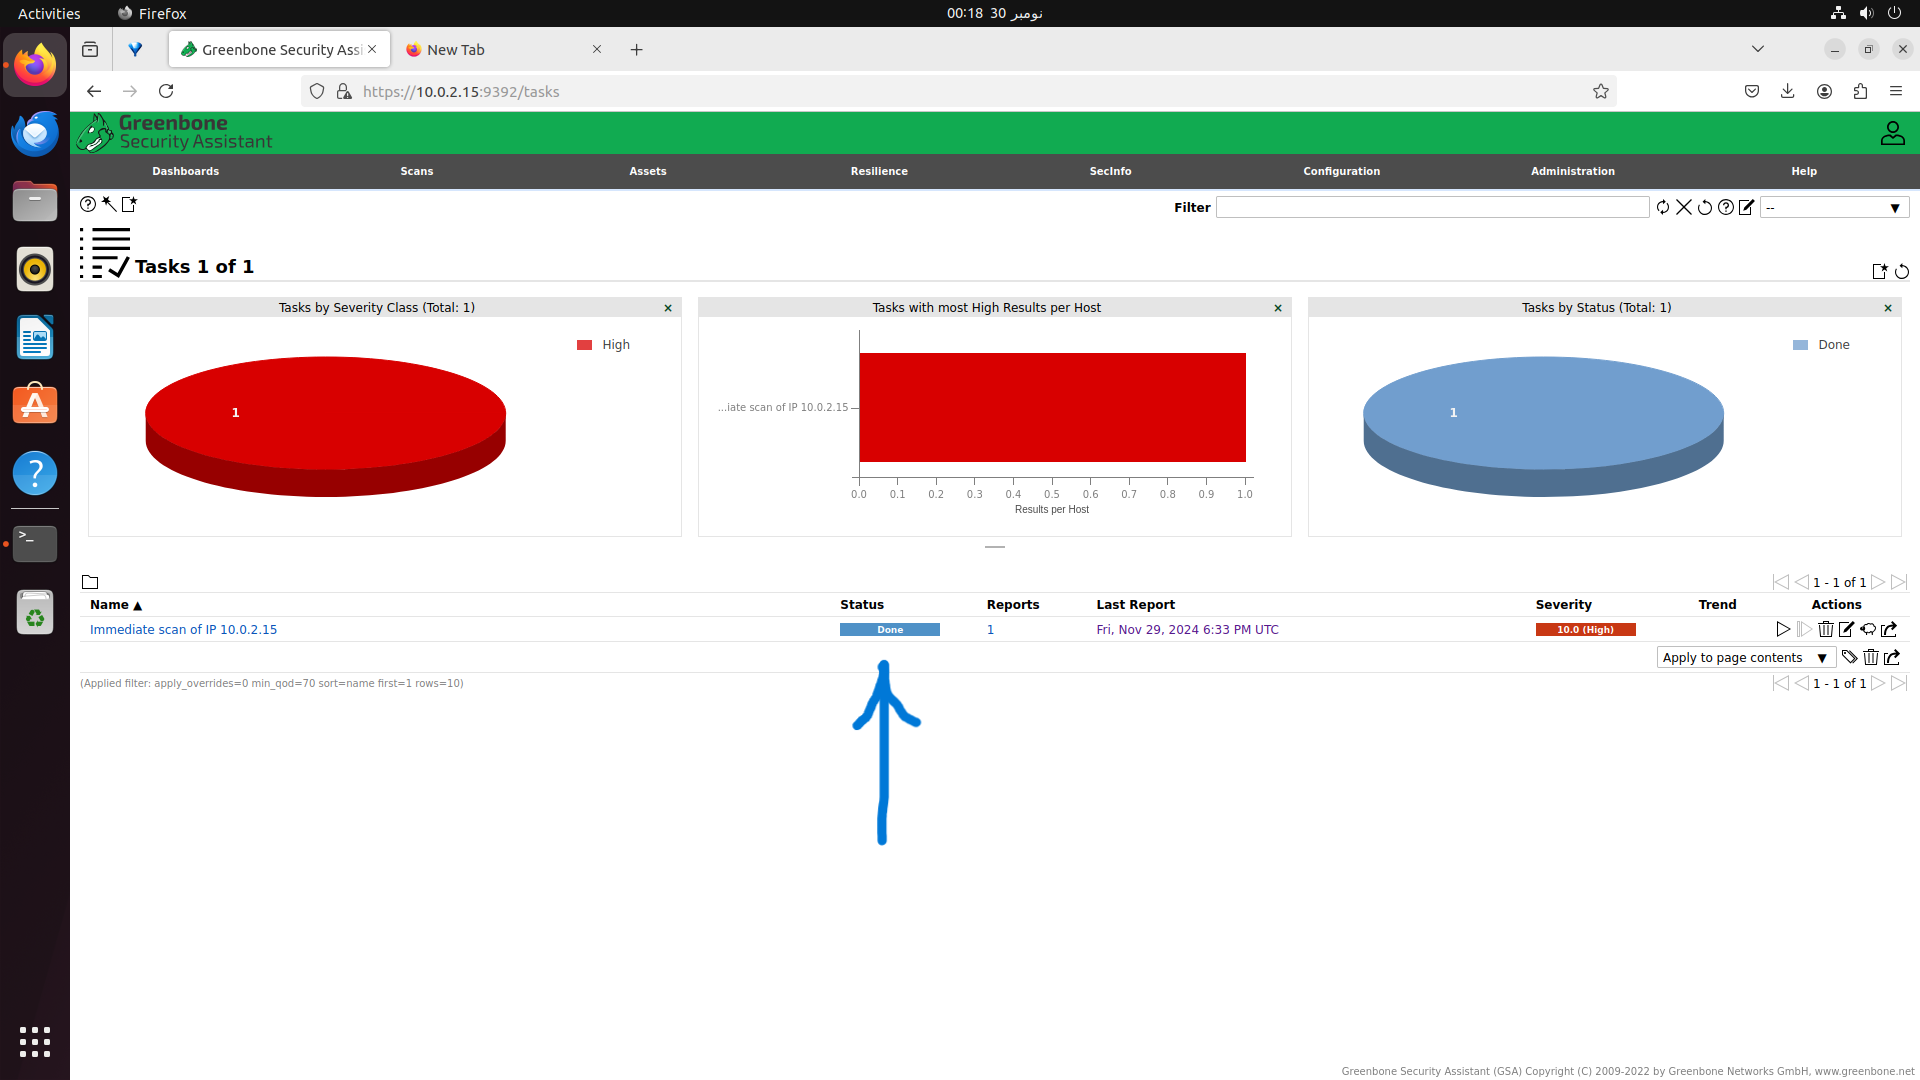 Activities
Firefox
نومبر 30  00:18
Greenbone Security Assi
New Tab
https://10.0.2.15:9392/tasks
Greenbone
Security Assistant
Dashboards
Scans
Assets
Resilience
SecInfo
Configuration
Administration
Help
Filter
--
Tasks 1 of 1
Tasks by Severity Class (Total: 1)
High
1
Tasks with most High Results per Host
...iate scan of IP 10.0.2.15
0.0 0.1 0.2 0.3 0.4 0.5 0.6 0.7 0.8 0.9 1.0
Results per Host
Tasks by Status (Total: 1)
Done
1
1 - 1 of 1
Name ▲ Status Reports Last Report Severity Trend Actions
Immediate scan of IP 10.0.2.15 Done 1 Fri, Nov 29, 2024 6:33 PM UTC 10.0 (High)
Apply to page contents ▼
(Applied filter: apply_overrides=0 min_qod=70 sort=name first=1 rows=10)
1 - 1 of 1
Greenbone Security Assistant (GSA) Copyright (C) 2009-2022 by Greenbone Networks GmbH, www.greenbone.net